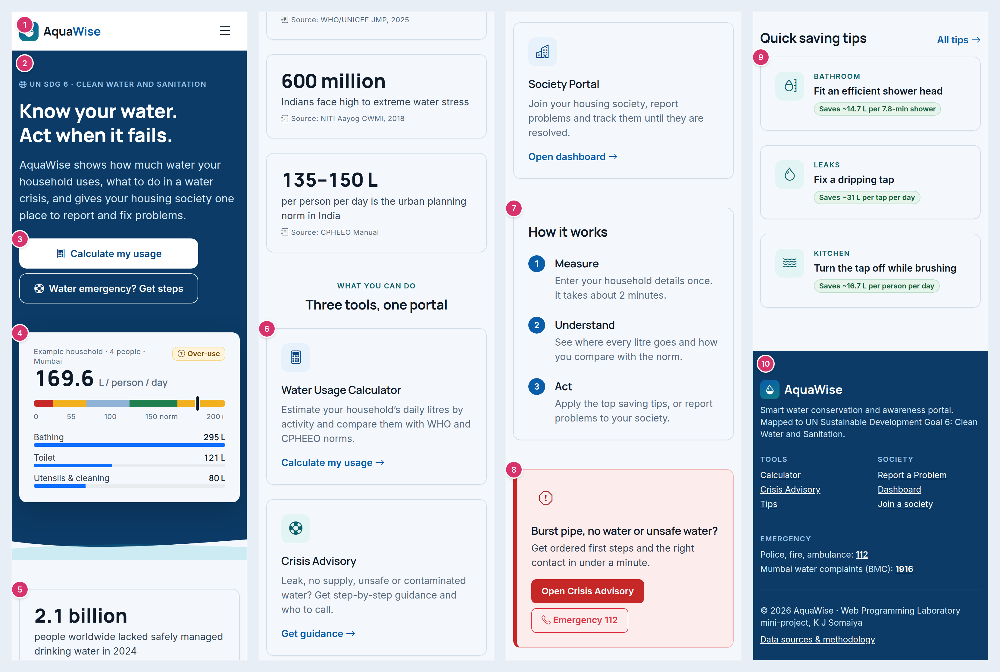 1
AquaWise
2
UN SDG 6 · CLEAN WATER AND SANITATION
Know your water.
Act when it fails.
AquaWise shows how much water your
household uses, what to do in a water
crisis, and gives your housing society one
place to report and fix problems.
3
Calculate my usage
Water emergency? Get steps
4
Example household · 4 people ·
Mumbai
Over-use
169.6 L / person / day
0 55 100 150 norm 200+
Bathing 295 L
Toilet 121 L
Utensils & cleaning 80 L
5
2.1 billion
people worldwide lacked safely managed
drinking water in 2024
Source: WHO/UNICEF JMP, 2025
600 million
Indians face high to extreme water stress
Source: NITI Aayog CWMI, 2018
135–150 L
per person per day is the urban planning
norm in India
Source: CPHEEO Manual
WHAT YOU CAN DO
Three tools, one portal
6
Water Usage Calculator
Estimate your household’s daily litres by
activity and compare them with WHO and
CPHEEO norms.
Calculate my usage →
Crisis Advisory
Leak, no supply, unsafe or contaminated
water? Get step-by-step guidance and
who to call.
Get guidance →
Society Portal
Join your housing society, report
problems and track them until they are
resolved.
Open dashboard →
7
How it works
1 Measure
Enter your household details once.
It takes about 2 minutes.
2 Understand
See where every litre goes and how
you compare with the norm.
3 Act
Apply the top saving tips, or report
problems to your society.
8
Burst pipe, no water or unsafe water?
Get ordered first steps and the right
contact in under a minute.
Open Crisis Advisory
Emergency 112
Quick saving tips
All tips →
9
BATHROOM
Fit an efficient shower head
Saves ~14.7 L per 7.8-min shower
LEAKS
Fix a dripping tap
Saves ~31 L per tap per day
KITCHEN
Turn the tap off while brushing
Saves ~16.7 L per person per day
10
AquaWise
Smart water conservation and awareness portal.
Mapped to UN Sustainable Development Goal 6: Clean
Water and Sanitation.
TOOLS
Calculator
Crisis Advisory
Tips
SOCIETY
Report a Problem
Dashboard
Join a society
EMERGENCY
Police, fire, ambulance: 112
Mumbai water complaints (BMC): 1916
© 2026 AquaWise · Web Programming Laboratory
mini-project, K J Somaiya
Data sources & methodology